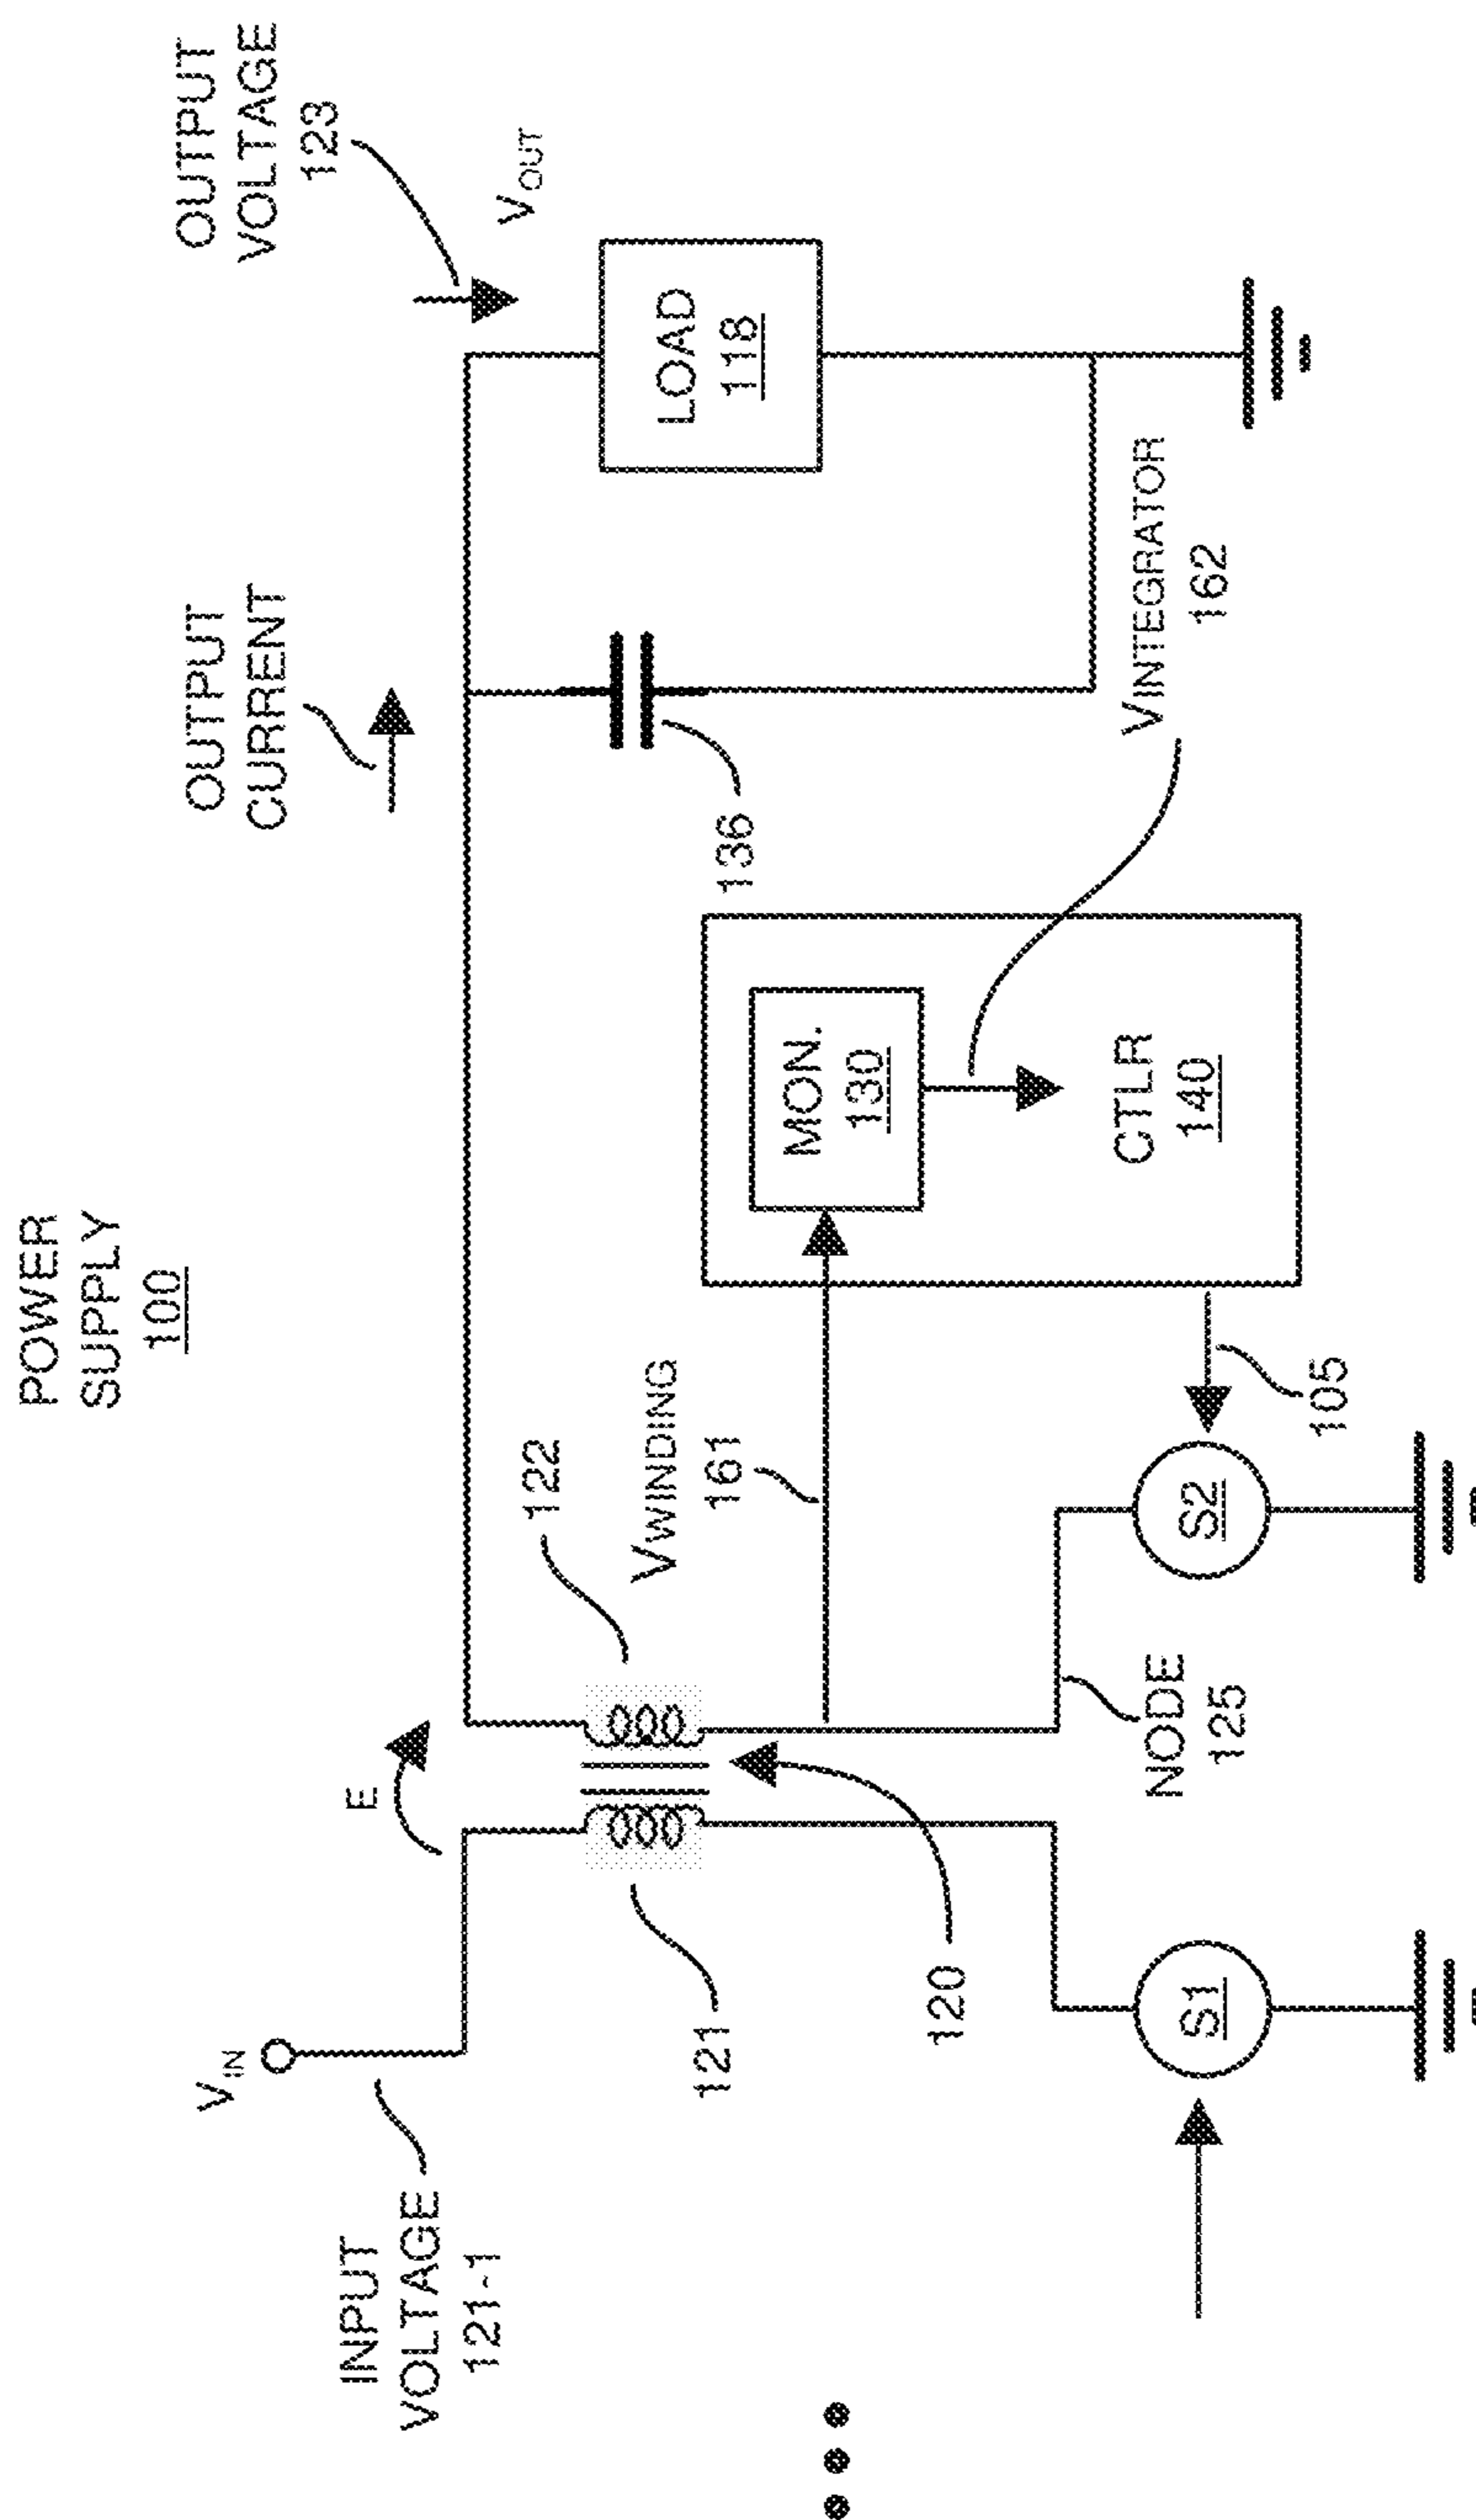 POWER
SUPPLY
100
INPUT
VOLTAGE
121-1
VIN
E
OUTPUT
CURRENT
OUTPUT
VOLTAGE
123
VOUT
121
122
VWINDING
161
120
136
LOAD
118
MON.
130
CTLR
140
VINTEGRATOR
162
NODE
125
S1
S2
105